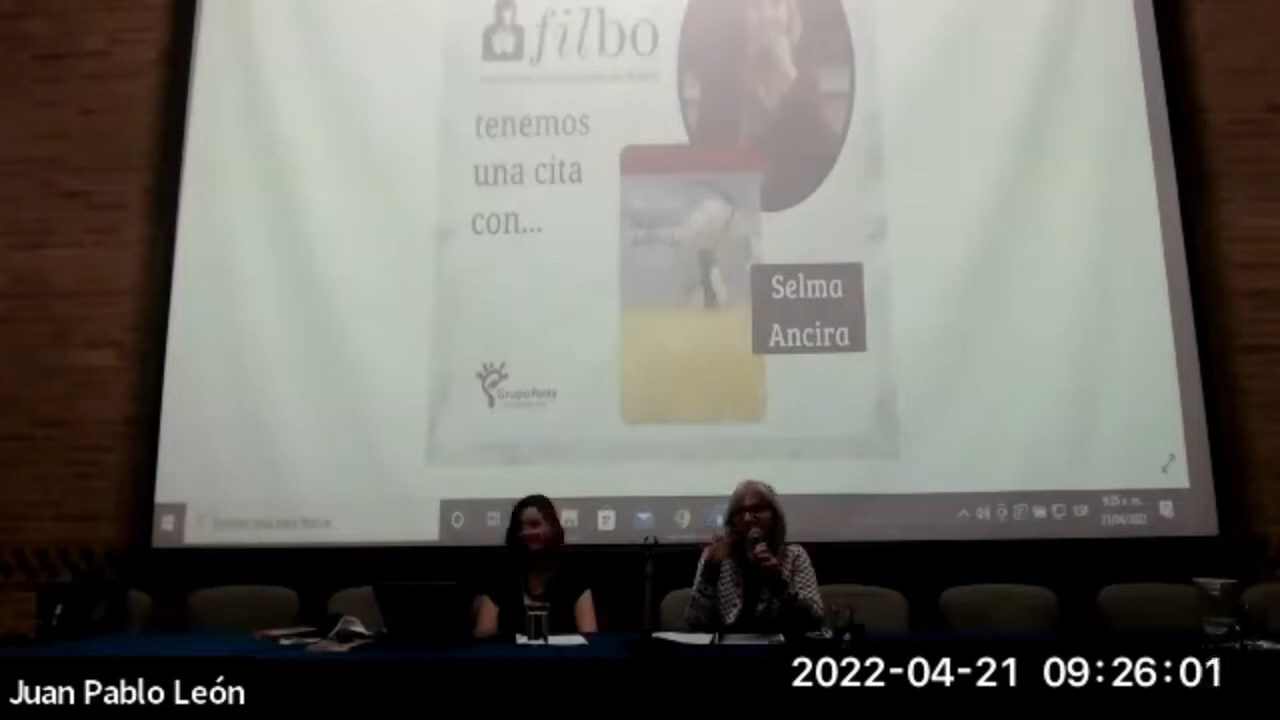 filbo
tenemos
una cita
con...
Selma
Ancira
Juan Pablo León
2022-04-21 09:26:01